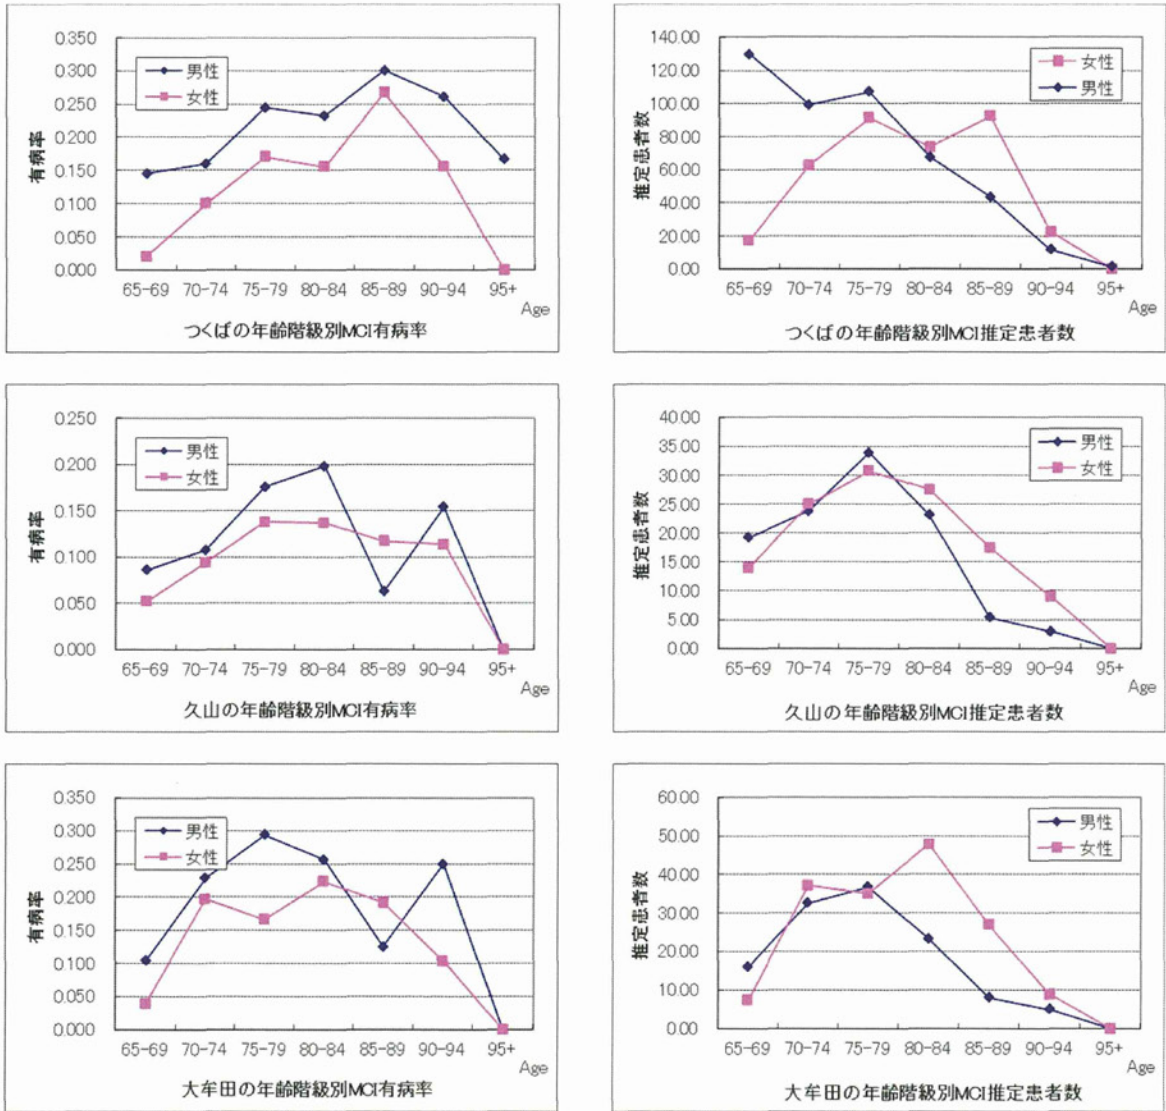 0.350
0.300
0.250
0.200
0.150
0.100
0.050
0.000
有病率
男性
女性
65-69 70-74 75-79 80-84 85-89 90-94 95+
Age
つくばの年齢階級別MCI有病率
140.00
120.00
100.00
80.00
60.00
40.00
20.00
0.00
推定患者数
女性
男性
65-69 70-74 75-79 80-84 85-89 90-94 95+
Age
つくばの年齢階級別MCI推定患者数
0.250
0.200
0.150
0.100
0.050
0.000
有病率
男性
女性
65-69 70-74 75-79 80-84 85-89 90-94 95+
Age
久山の年齢階級別MCI有病率
40.00
35.00
30.00
25.00
20.00
15.00
10.00
5.00
0.00
推定患者数
男性
女性
65-69 70-74 75-79 80-84 85-89 90-94 95+
Age
久山の年齢階級別MCI推定患者数
0.350
0.300
0.250
0.200
0.150
0.100
0.050
0.000
有病率
男性
女性
65-69 70-74 75-79 80-84 85-89 90-94 95+
Age
大牟田の年齢階級別MCI有病率
60.00
50.00
40.00
30.00
20.00
10.00
0.00
推定患者数
男性
女性
65-69 70-74 75-79 80-84 85-89 90-94 95+
Age
大牟田の年齢階級別MCI推定患者数